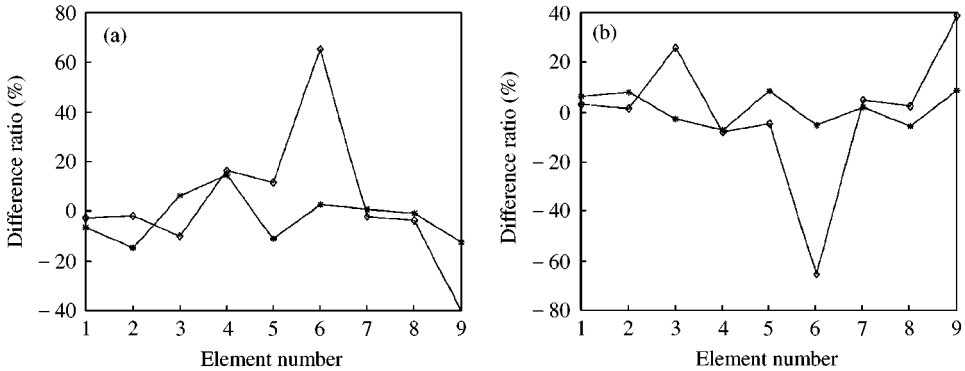 (a)
Difference ratio (%)
80
60
40
20
0
− 20
− 40
1 2 3 4 5 6 7 8 9
Element number
(b)
Difference ratio (%)
40
20
0
− 20
− 40
− 60
− 80
1 2 3 4 5 6 7 8 9
Element number